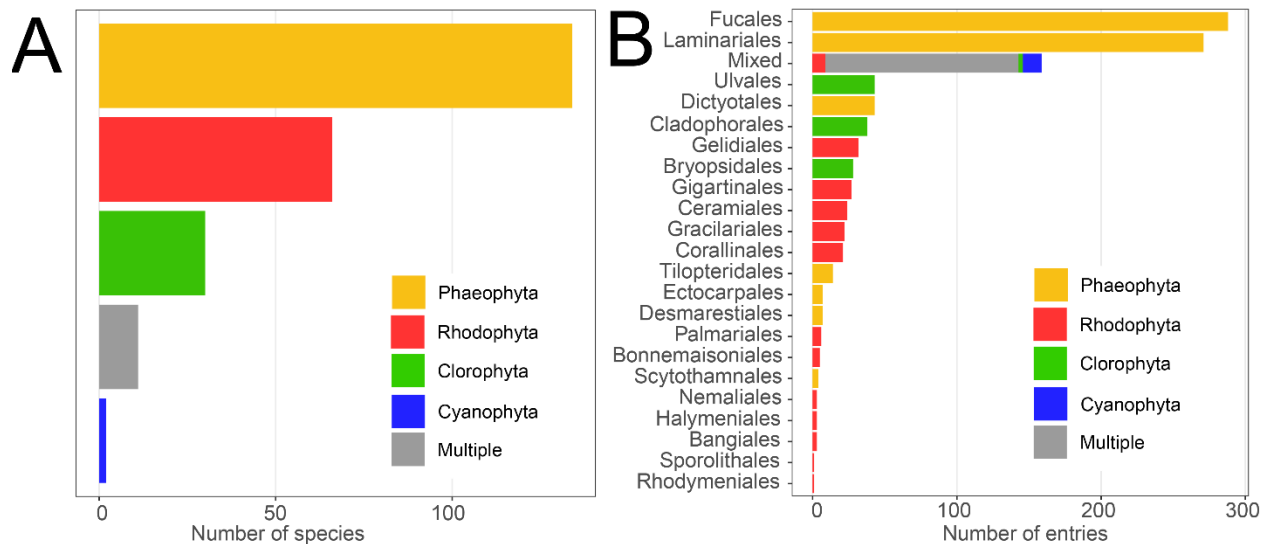 A
Phaeophyta
Rhodophyta
Clorophyta
Cyanophyta
Multiple
0
50
100
Number of species
B
Fucales
Laminariales
Mixed
Ulvales
Dictyotales
Cladophorales
Gelidiales
Bryopsidales
Gigartinales
Ceramiales
Gracilariales
Corallinales
Tilopteridales
Ectocarpales
Desmarestiales
Palmariales
Bonnemaisoniales
Scytothamnales
Nemaliales
Halymeniales
Bangiales
Sporolithales
Rhodymeniales
Phaeophyta
Rhodophyta
Clorophyta
Cyanophyta
Multiple
0
100
200
300
Number of entries